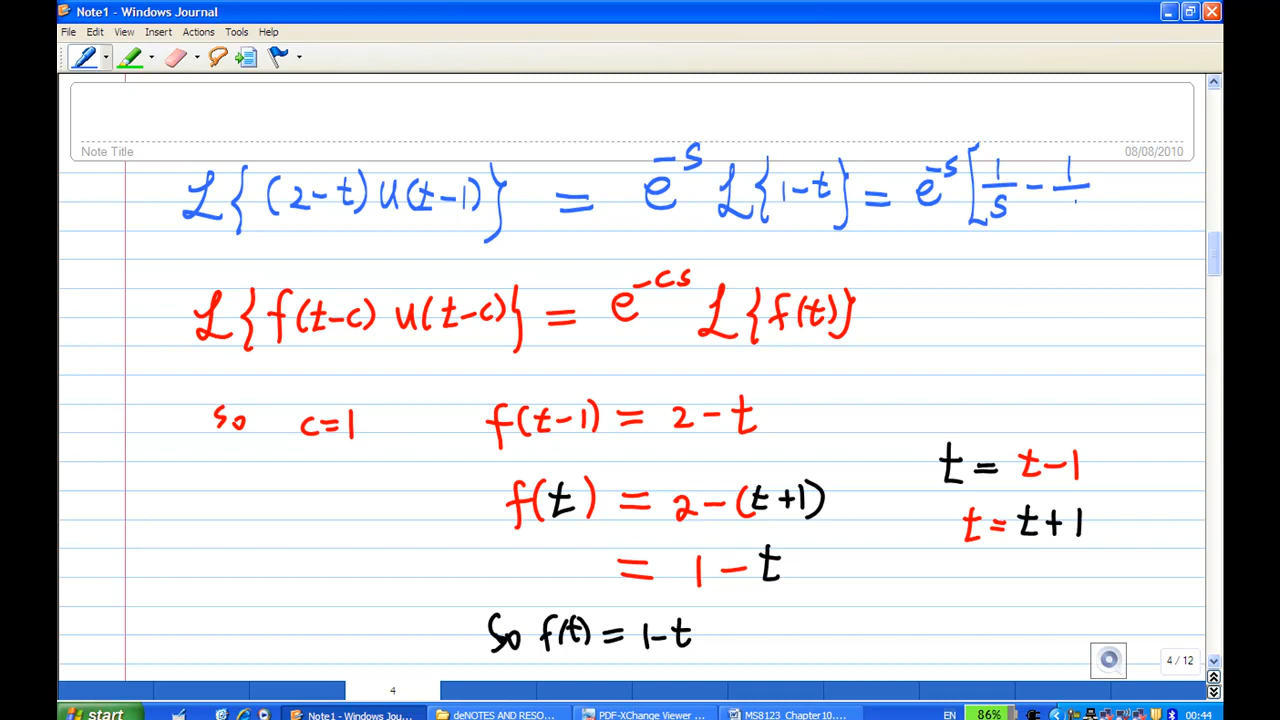 Note1 - Windows Journal
File Edit View Insert Actions Tools Help
Note Title 08/08/2010
ℒ{(2-t)u(t-1)} = e^{-s} ℒ{1-t} = e^{-s}[1/s - 1/
ℒ{f(t-c) u(t-c)} = e^{-cs} ℒ{f(t)}
so c=1 f(t-1) = 2-t
t = t-1
f(t) = 2-(t+1)
t = t+1
= 1-t
So f(t) = 1-t
4 / 12
4
start Note1 - Windows Jou... deNOTES AND RESO... PDF-XChange Viewer ... MS8123_Chapter10.... EN 86% 00:44